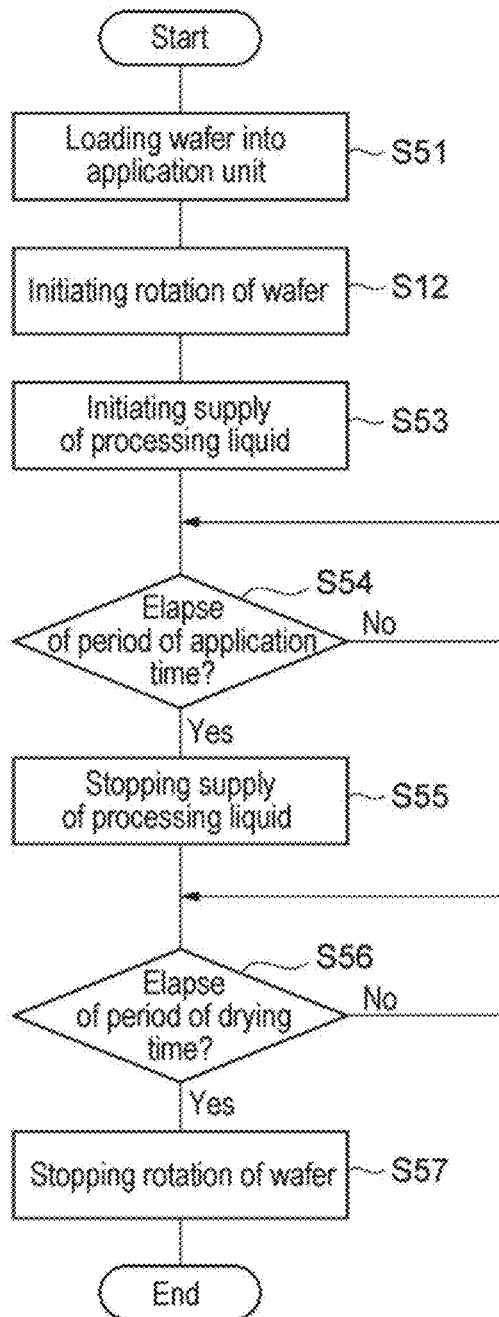 Start
Loading wafer into
application unit
S51
Initiating rotation of wafer
S12
Initiating supply
of processing liquid
S53
S54
Elapse
of period of application
time?
No
Yes
Stopping supply
of processing liquid
S55
S56
Elapse
of period of drying
time?
No
Yes
Stopping rotation of wafer
S57
End